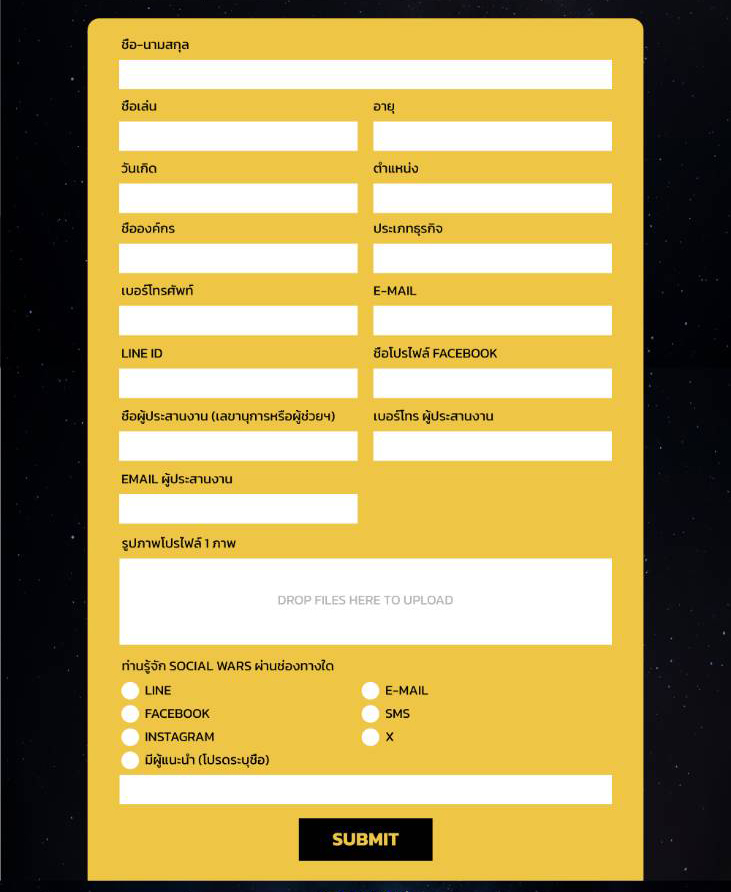 ชื่อ-นามสกุล
ชื่อเล่น
อายุ
วันเกิด
ตำแหน่ง
ชื่อองค์กร
ประเภทธุรกิจ
เบอร์โทรศัพท์
E-MAIL
LINE ID
ชื่อโปรไฟล์ FACEBOOK
ชื่อผู้ประสานงาน (เลขานุการหรือผู้ช่วยฯ)
เบอร์โทร ผู้ประสานงาน
EMAIL ผู้ประสานงาน
รูปภาพโปรไฟล์ 1 ภาพ
DROP FILES HERE TO UPLOAD
ท่านรู้จัก SOCIAL WARS ผ่านช่องทางใด
LINE
E-MAIL
FACEBOOK
SMS
INSTAGRAM
X
มีผู้แนะนำ (โปรดระบุชื่อ)
SUBMIT